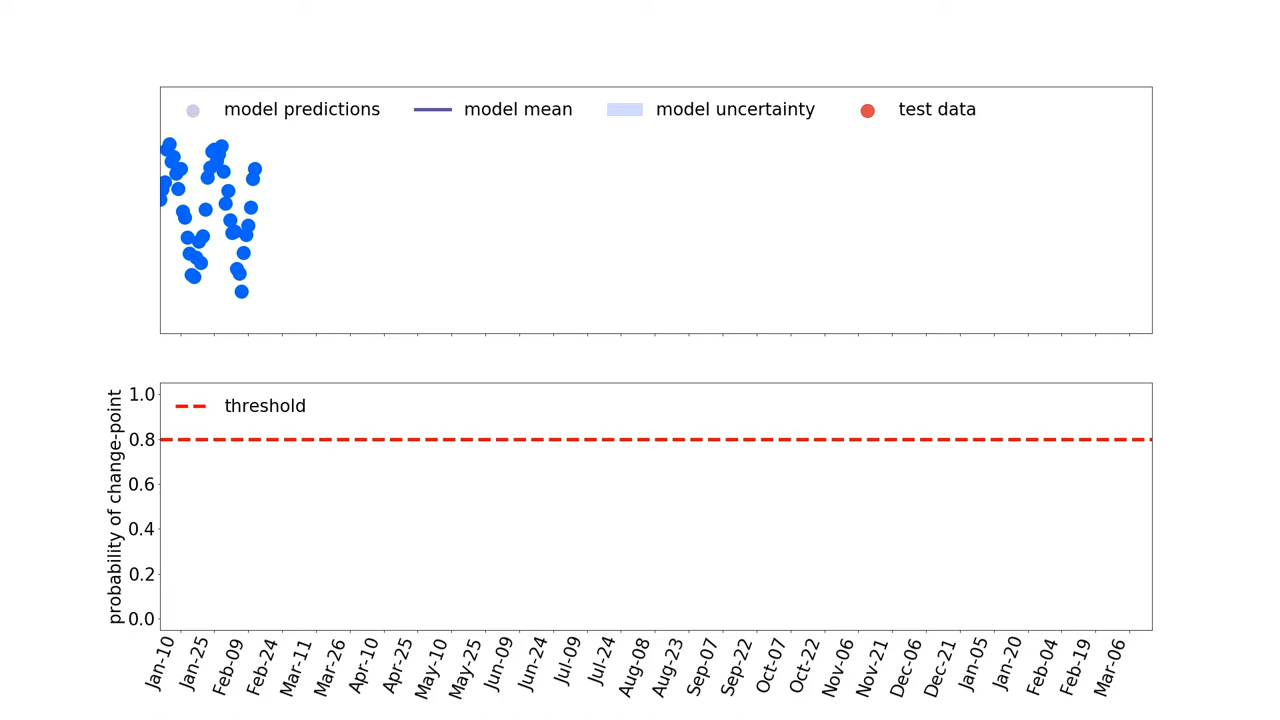 model predictions model mean model uncertainty test data
probability of change-point
1.0
0.8
0.6
0.4
0.2
0.0
threshold
Jan-10 Jan-25 Feb-09 Feb-24 Mar-11 Mar-26 Apr-10 Apr-25 May-10 May-25 Jun-09 Jun-24 Jul-09 Jul-24 Aug-08 Aug-23 Sep-07 Sep-22 Oct-07 Oct-22 Nov-06 Nov-21 Dec-06 Dec-21 Jan-05 Jan-20 Feb-04 Feb-19 Mar-06